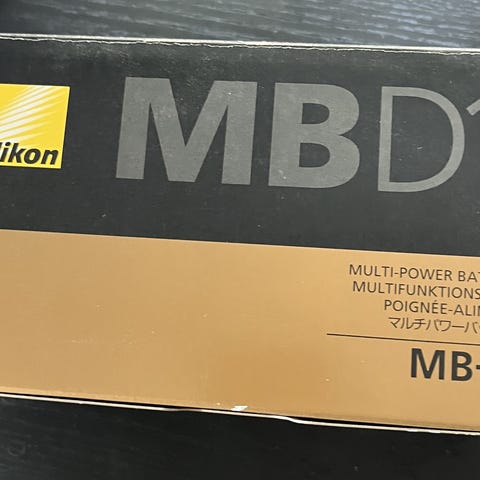 Nikon
MBD1
MULTI-POWER BAT
MULTIFUNKTIONS
POIGNÉE-ALIM
マルチパワーバ
MB-